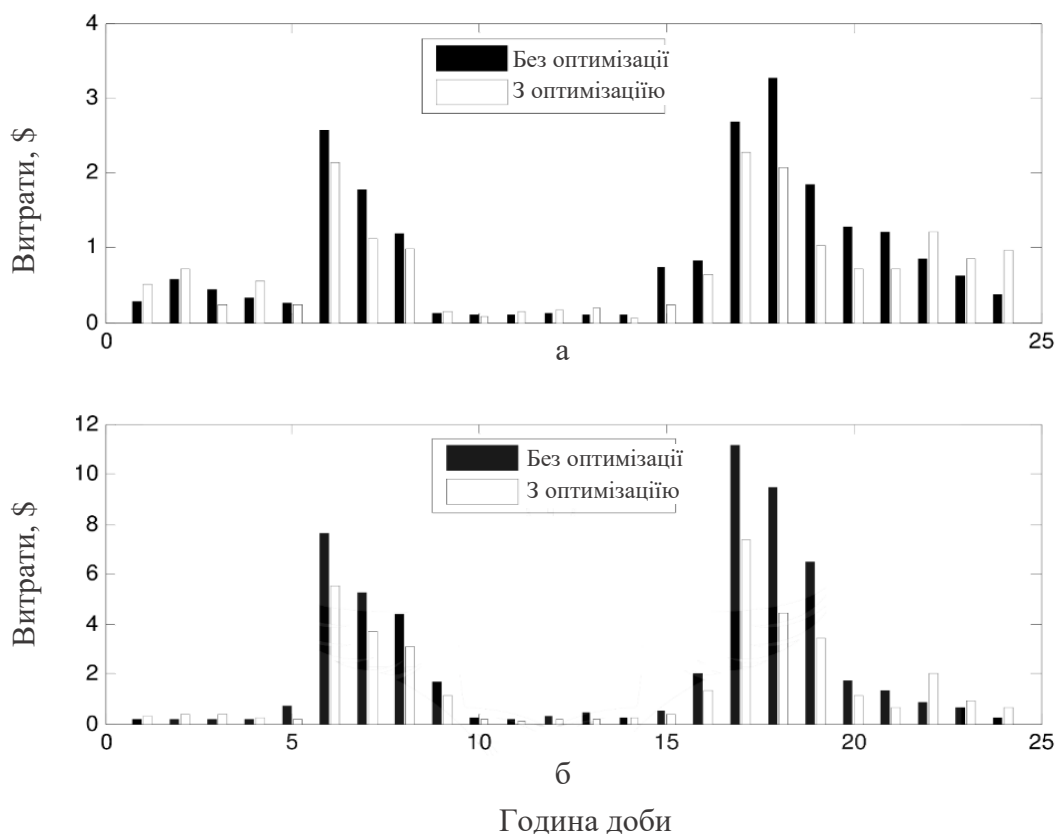 4
3
2
1
0
Витрати, $
Без оптимізації
З оптимізаціїю
0 25
а
12
10
8
6
4
2
0
Витрати, $
Без оптимізації
З оптимізаціїю
0 5 10 15 20 25
б
Година доби